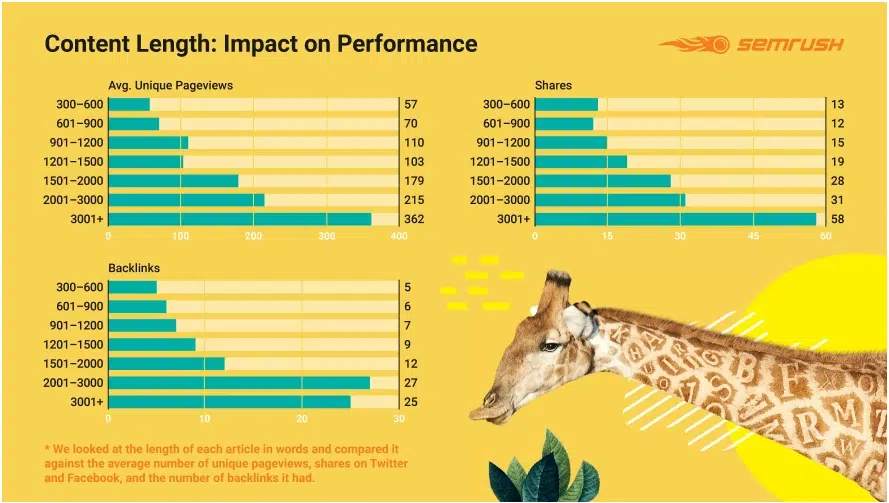 Content Length: Impact on Performance
semrush
Avg. Unique Pageviews
300–600 57
601–900 70
901–1200 110
1201–1500 103
1501–2000 179
2001–3000 215
3001+ 362
0 100 200 300 400
Shares
300–600 13
601–900 12
901–1200 15
1201–1500 19
1501–2000 28
2001–3000 31
3001+ 58
0 15 30 45 60
Backlinks
300–600 5
601–900 6
901–1200 7
1201–1500 9
1501–2000 12
2001–3000 27
3001+ 25
0 10 20 30
* We looked at the length of each article in words and compared it
against the average number of unique pageviews, shares on Twitter
and Facebook, and the number of backlinks it had.